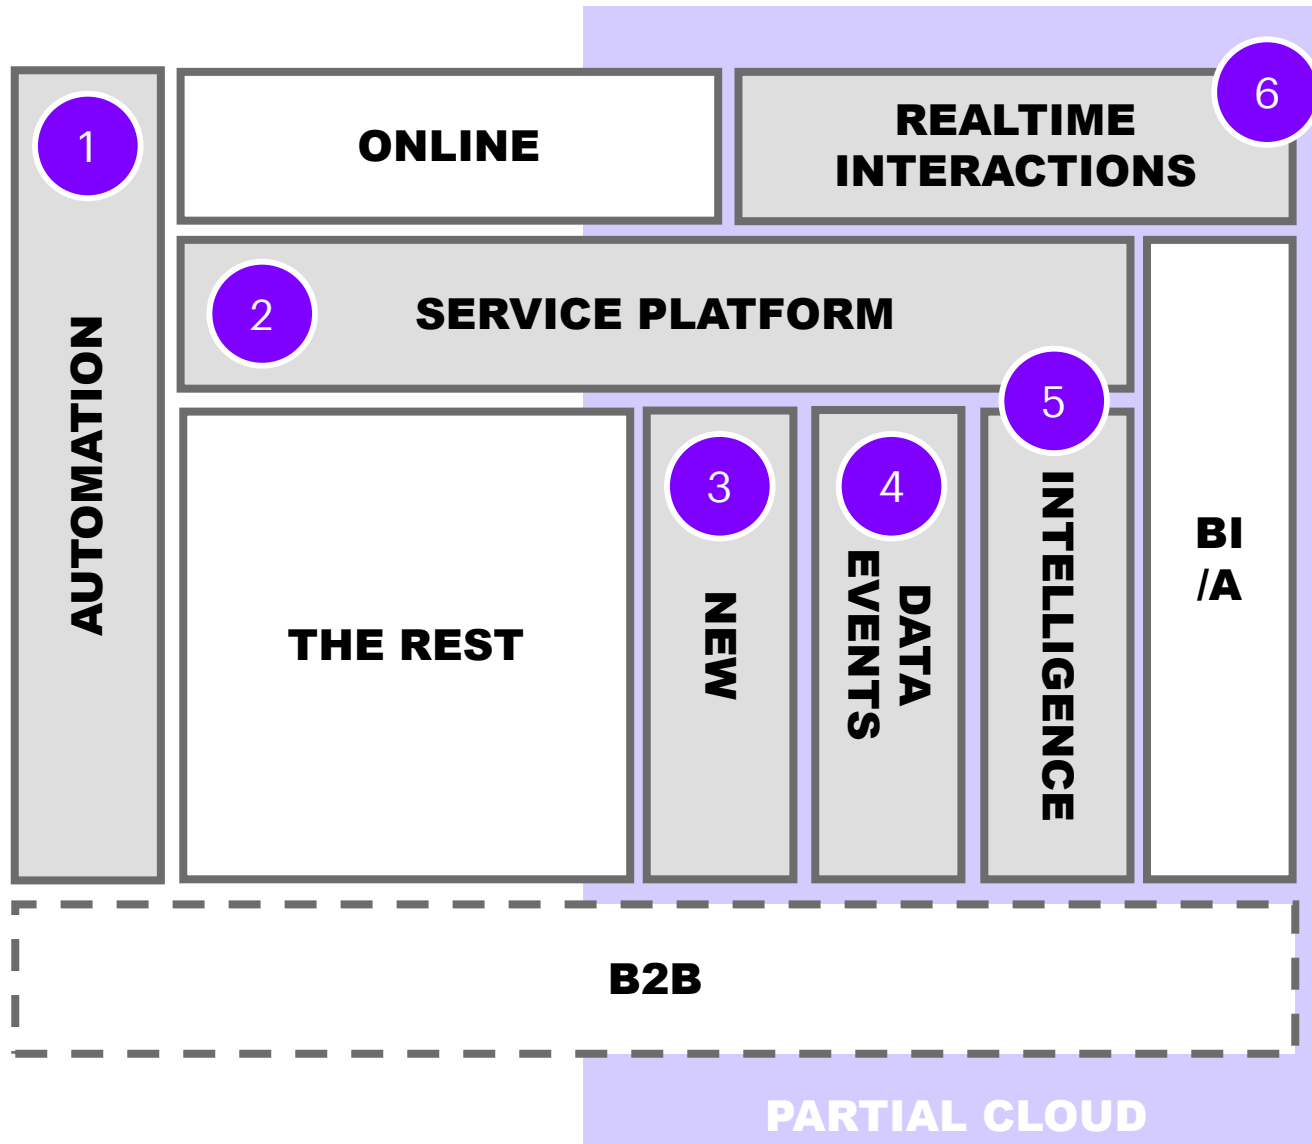 1
AUTOMATION
ONLINE
REALTIME
INTERACTIONS
6
2
SERVICE PLATFORM
THE REST
3
NEW
4
DATA
EVENTS
5
INTELLIGENCE
BI
/A
B2B
PARTIAL CLOUD